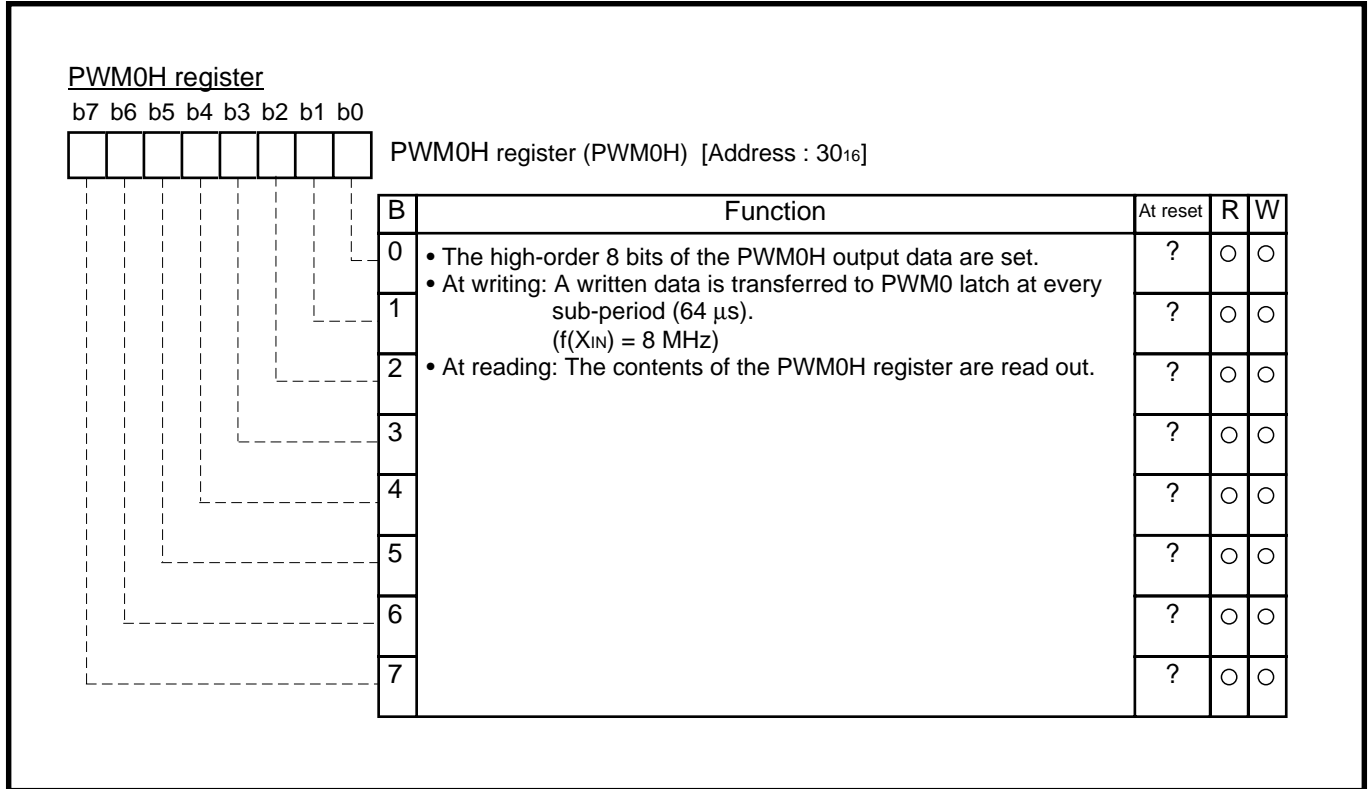 PWM0H register
b7 b6 b5 b4 b3 b2 b1 b0
PWM0H register (PWM0H) [Address : 3016]
B Function At reset R W
0 • The high-order 8 bits of the PWM0H output data are set. ? ○ ○
• At writing: A written data is transferred to PWM0 latch at every
1 sub-period (64 μs). ? ○ ○
(f(XIN) = 8 MHz)
2 • At reading: The contents of the PWM0H register are read out. ? ○ ○
3 ? ○ ○
4 ? ○ ○
5 ? ○ ○
6 ? ○ ○
7 ? ○ ○